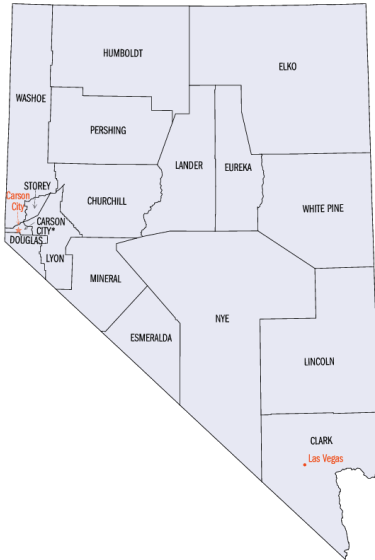 HUMBOLDT
ELKO
WASHOE
PERSHING
LANDER
EUREKA
STOREY
Carson
City
CHURCHILL
WHITE PINE
CARSON
CITY*
DOUGLAS
LYON
MINERAL
NYE
ESMERALDA
LINCOLN
CLARK
Las Vegas